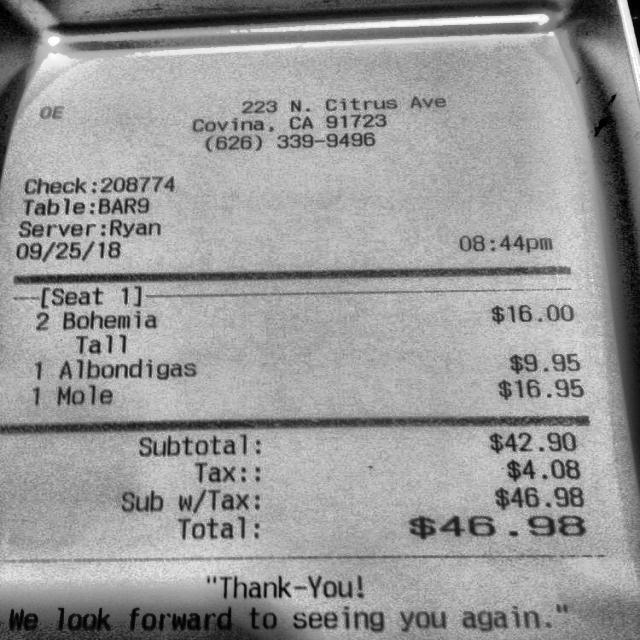 OE
223 N. Citrus Ave
Covina, CA 91723
(626) 339-9496
Check:208774
Table:BAR9
Server:Ryan
09/25/18 08:44pm
[Seat 1]
2 Bohemia $16.00
Tall
1 Albondigas $9.95
1 Mole $16.95
Subtotal: $42.90
Tax:: $4.08
Sub w/Tax: $46.98
Total: $46.98
"Thank-You!
We look forward to seeing you again."